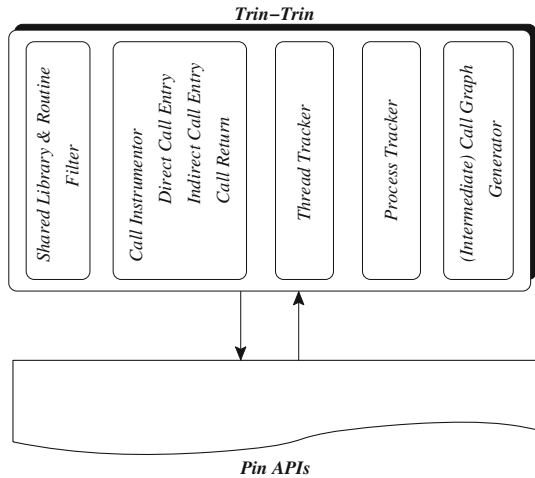 Trin–Trin
Shared Library & Routine
Filter
Call Instrumentor
Direct Call Entry
Indirect Call Entry
Call Return
Thread Tracker
Process Tracker
(Intermediate) Call Graph
Generator
Pin APIs